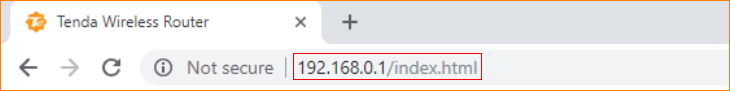 Tenda Wireless Router
Not secure 192.168.0.1/index.html